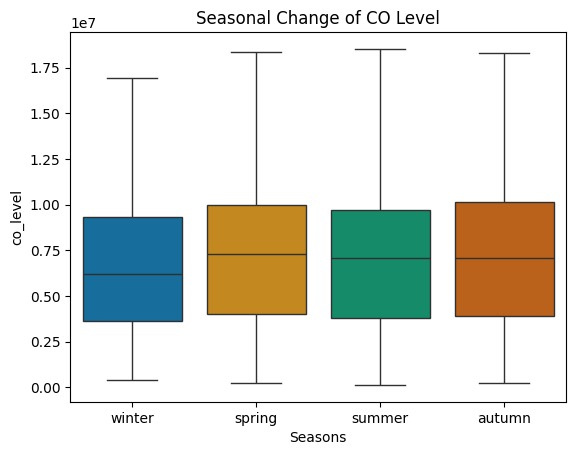 Seasonal Change of CO Level
1e7
1.75
1.50
1.25
1.00
0.75
0.50
0.25
0.00
co_level
winter spring summer autumn
Seasons